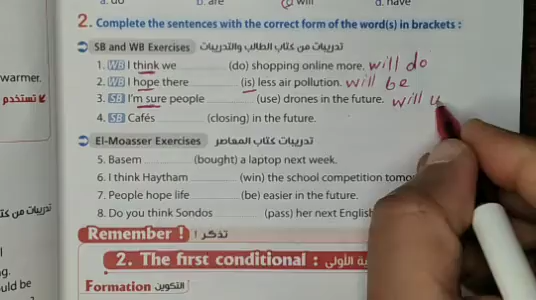 a. do b. are c. will d. have
2. Complete the sentences with the correct form of the word(s) in brackets :
SB and WB Exercises تدريبات من كتابى الطالب والتدريبات
1. WB I think we (do) shopping online more. will do
warmer.
2. WB I hope there (is) less air pollution. will be
تستخدم
3. SB I'm sure people (use) drones in the future. will u
4. SB Cafés (closing) in the future.
El-Moasser Exercises تدريبات كتاب المعاصر
5. Basem (bought) a laptop next week.
6. I think Haytham (win) the school competition tomo
7. People hope life (be) easier in the future.
8. Do you think Sondos (pass) her next English
Remember ! تذكر !
2. The first conditional : الأولى
g.
uld be
Formation التكوين